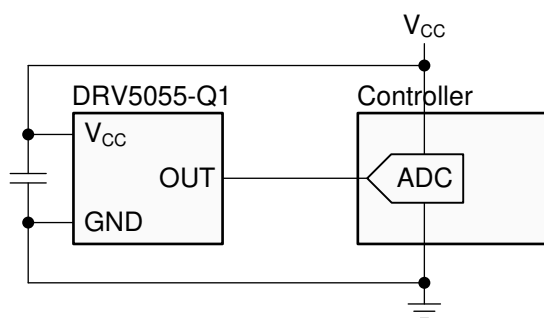 VCC
DRV5055-Q1
Controller
VCC
OUT
ADC
GND